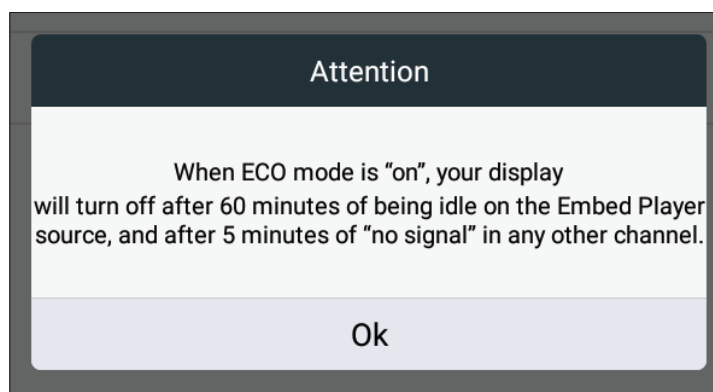 Attention
When ECO mode is “on”, your display
will turn off after 60 minutes of being idle on the Embed Player
source, and after 5 minutes of “no signal” in any other channel.
Ok